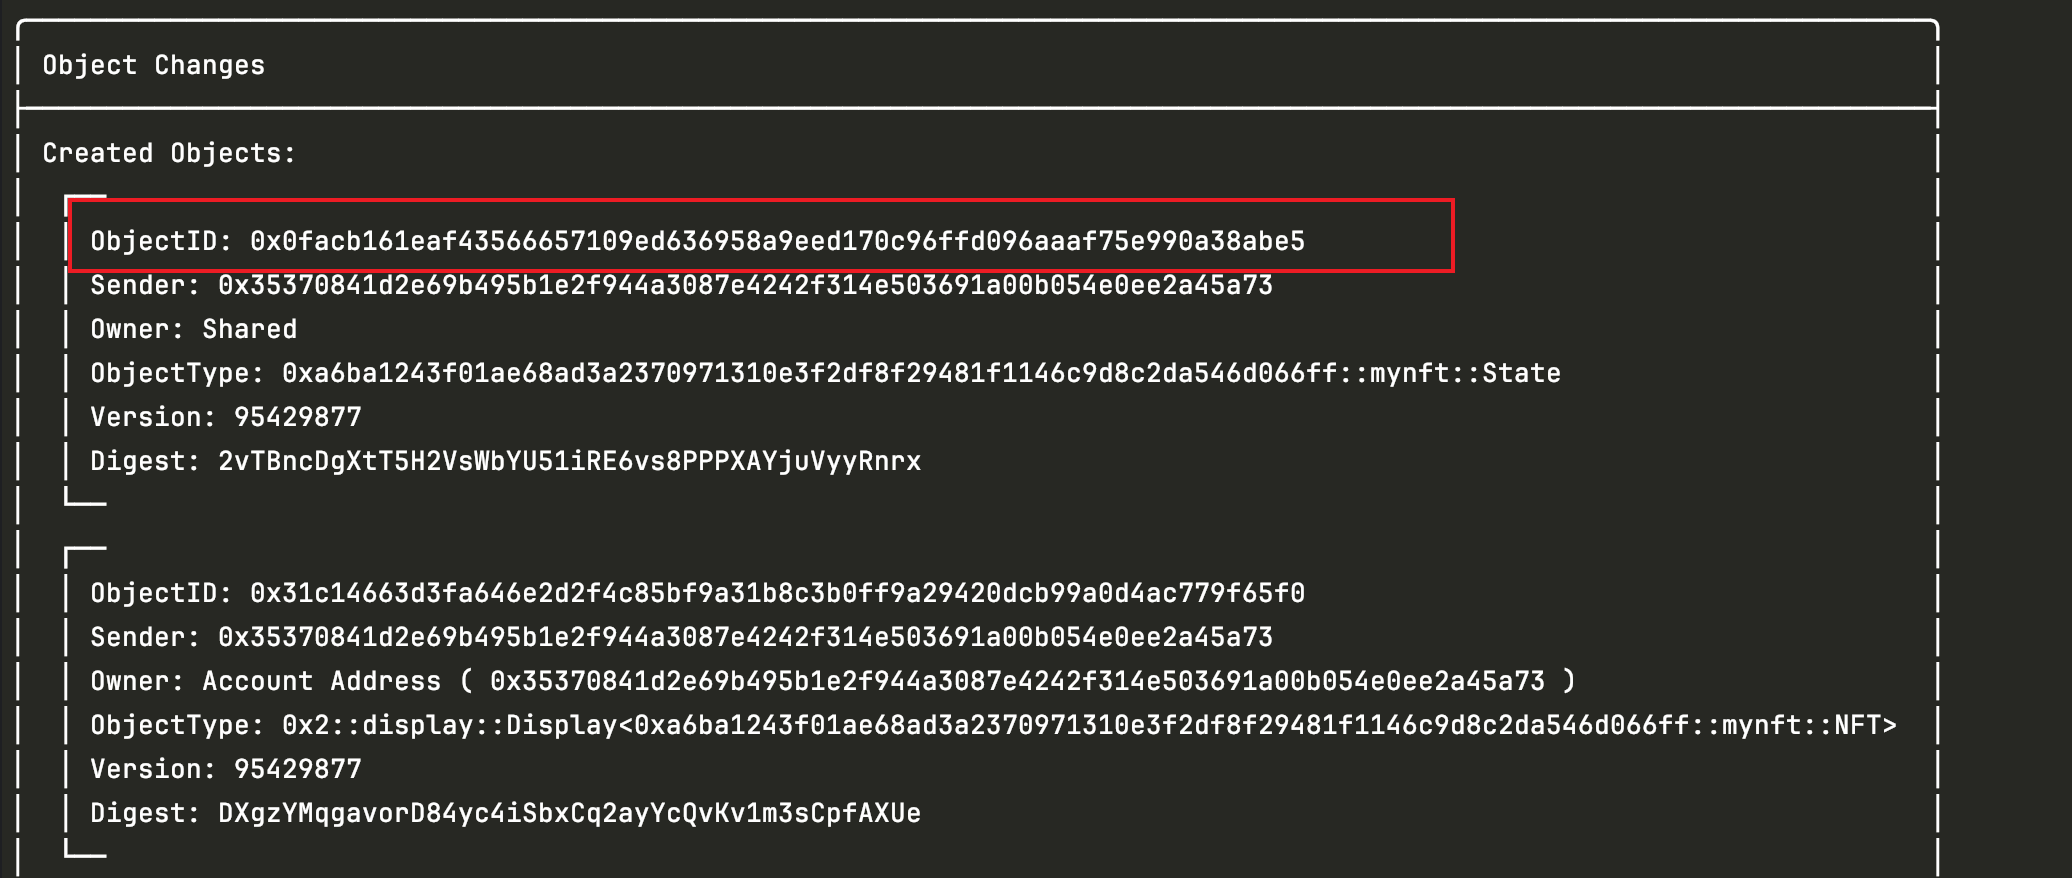 Object Changes
Created Objects:
ObjectID: 0x0facb161eaf43566657109ed636958a9eed170c96ffd096aaaf75e990a38abe5
Sender: 0x35370841d2e69b495b1e2f944a3087e4242f314e503691a00b054e0ee2a45a73
Owner: Shared
ObjectType: 0xa6ba1243f01ae68ad3a2370971310e3f2df8f29481f1146c9d8c2da546d066ff::mynft::State
Version: 95429877
Digest: 2vTBncDgXtT5H2VsWbYU51iRE6vs8PPPXAYjuVyyRnrx
ObjectID: 0x31c14663d3fa646e2d2f4c85bf9a31b8c3b0ff9a29420dcb99a0d4ac779f65f0
Sender: 0x35370841d2e69b495b1e2f944a3087e4242f314e503691a00b054e0ee2a45a73
Owner: Account Address ( 0x35370841d2e69b495b1e2f944a3087e4242f314e503691a00b054e0ee2a45a73 )
ObjectType: 0x2::display::Display<0xa6ba1243f01ae68ad3a2370971310e3f2df8f29481f1146c9d8c2da546d066ff::mynft::NFT>
Version: 95429877
Digest: DXgzYMqgavorD84yc4iSbxCq2ayYcQvKv1m3sCpfAXUe